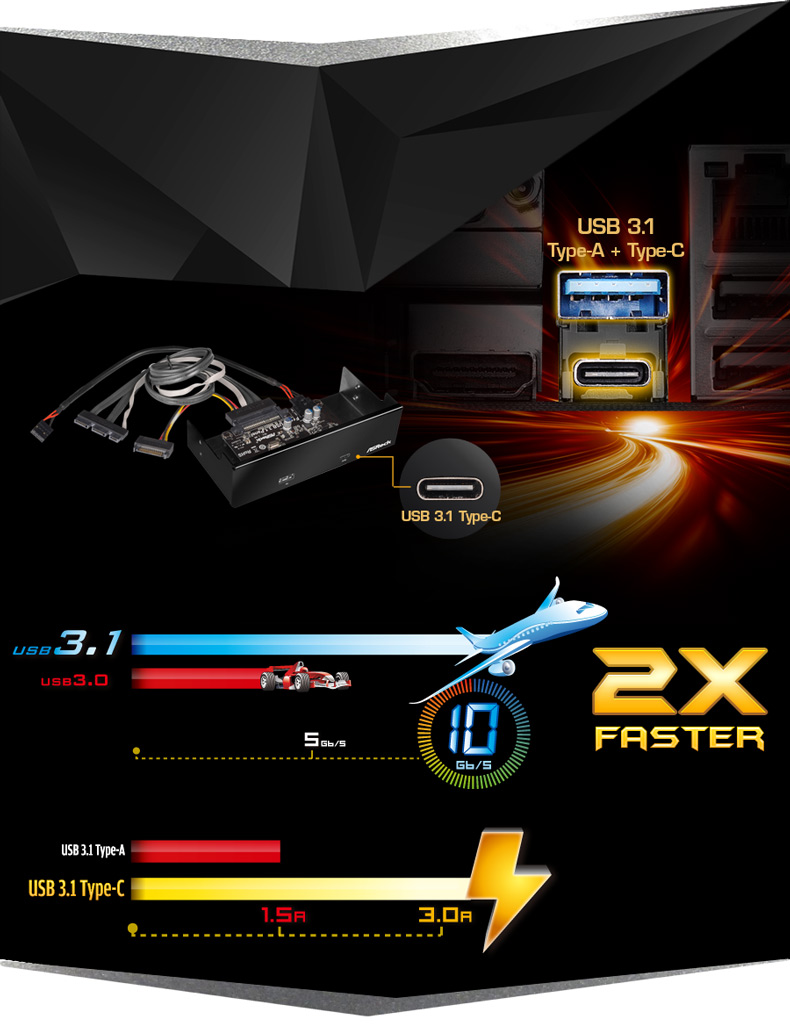 USB 3.1
Type-A + Type-C
ASRock
USB 3.1 Type-C
USB 3.1
USB3.0
2X
FASTER
5Gb/S
10
Gb/S
USB 3.1 Type-A
USB 3.1 Type-C
1.5A
3.0A